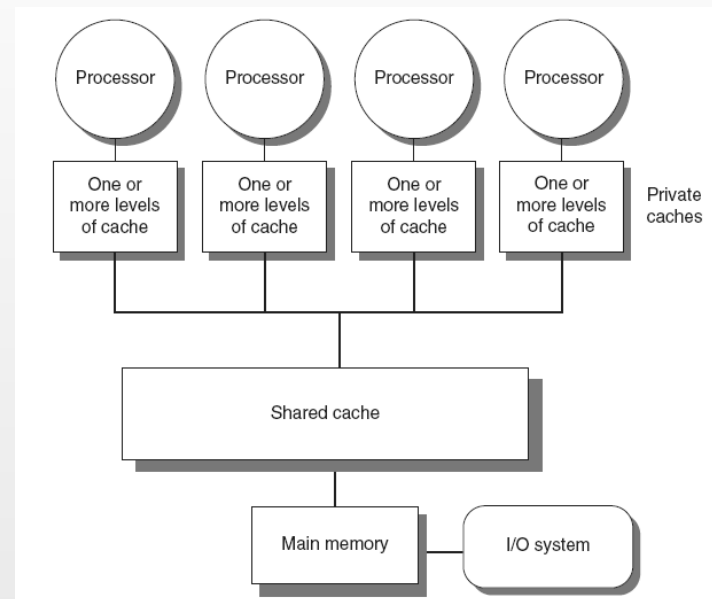 Processor
Processor
Processor
Processor
One or
more levels
of cache
One or
more levels
of cache
One or
more levels
of cache
One or
more levels
of cache
Private
caches
Shared cache
Main memory
I/O system